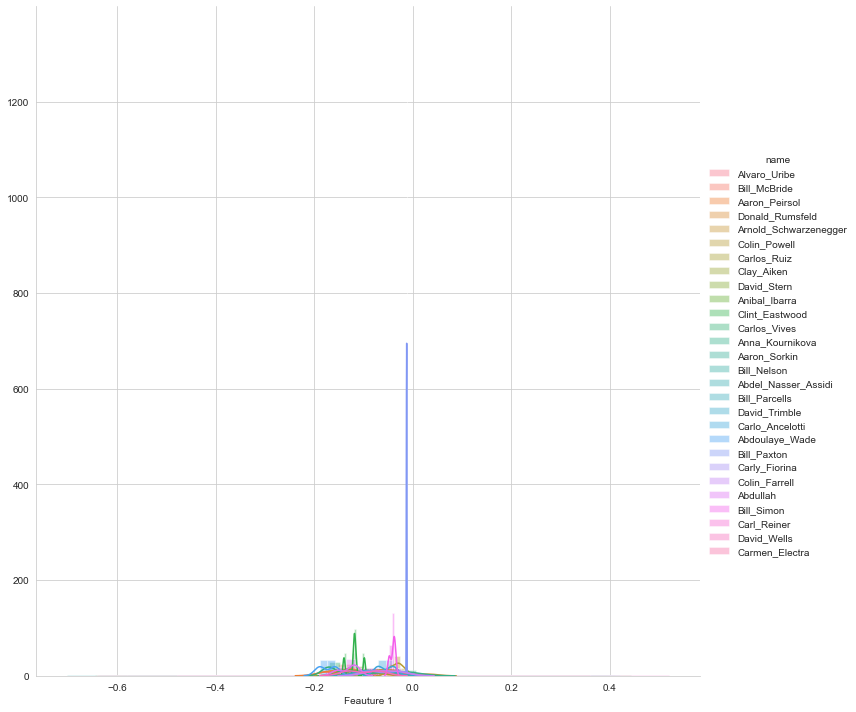 1200
1000
800
600
400
200
0
−0.6
−0.4
−0.2
0.0
0.2
0.4
Feauture 1
name
Alvaro_Uribe
Bill_McBride
Aaron_Peirsol
Donald_Rumsfeld
Arnold_Schwarzenegger
Colin_Powell
Carlos_Ruiz
Clay_Aiken
David_Stern
Anibal_Ibarra
Clint_Eastwood
Carlos_Vives
Anna_Kournikova
Aaron_Sorkin
Bill_Nelson
Abdel_Nasser_Assidi
Bill_Parcells
David_Trimble
Carlo_Ancelotti
Abdoulaye_Wade
Bill_Paxton
Carly_Fiorina
Colin_Farrell
Abdullah
Bill_Simon
Carl_Reiner
David_Wells
Carmen_Electra